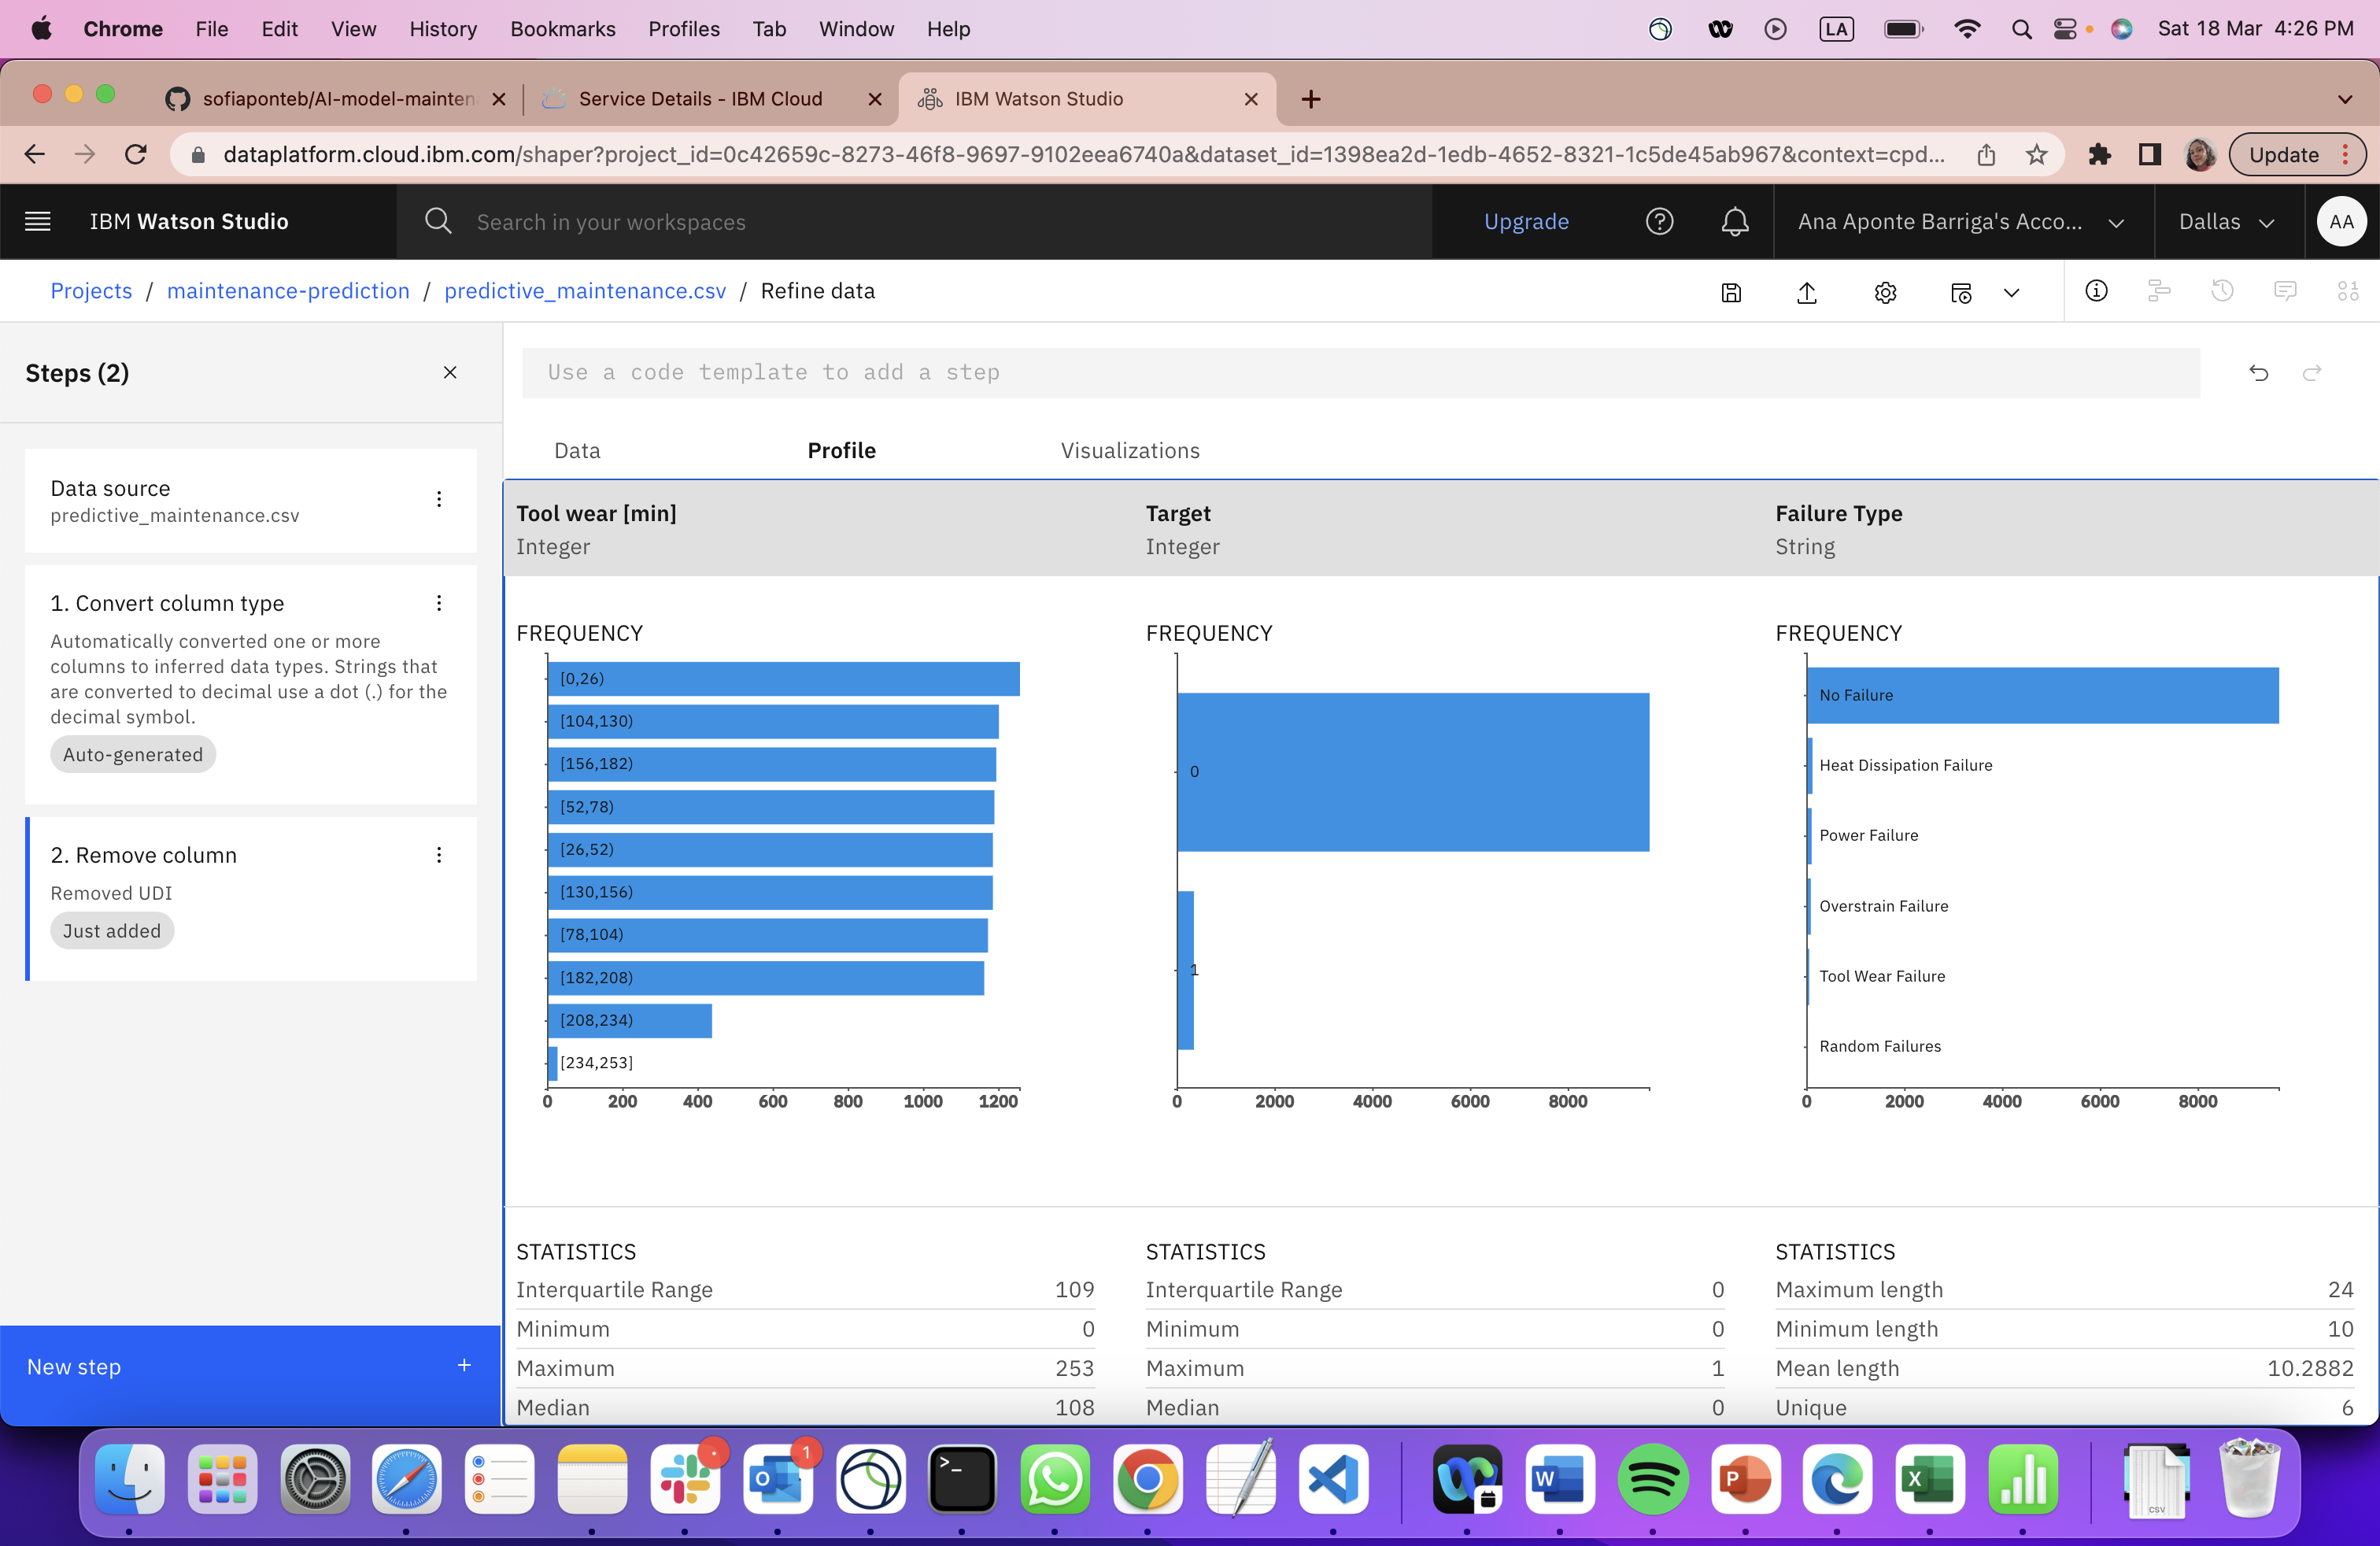 Chrome File Edit View History Bookmarks Profiles Tab Window Help LA Sat 18 Mar 4:26 PM
sofiaponteb/AI-model-mainten Service Details - IBM Cloud IBM Watson Studio
dataplatform.cloud.ibm.com/shaper?project_id=0c42659c-8273-46f8-9697-9102eea6740a&dataset_id=1398ea2d-1edb-4652-8321-1c5de45ab967&context=cpd... Update
IBM Watson Studio Search in your workspaces Upgrade Ana Aponte Barriga's Acco... Dallas AA
Projects / maintenance-prediction / predictive_maintenance.csv / Refine data
Steps (2)
Data source
predictive_maintenance.csv
1. Convert column type
Automatically converted one or more
columns to inferred data types. Strings that
are converted to decimal use a dot (.) for the
decimal symbol.
Auto-generated
2. Remove column
Removed UDI
Just added
New step +
Use a code template to add a step
Data Profile Visualizations
Tool wear [min]
Integer
FREQUENCY
[0,26)
[104,130)
[156,182)
[52,78)
[26,52)
[130,156)
[78,104)
[182,208)
[208,234)
[234,253]
0 200 400 600 800 1000 1200
STATISTICS
Interquartile Range 109
Minimum 0
Maximum 253
Median 108
Target
Integer
FREQUENCY
0
1
0 2000 4000 6000 8000
STATISTICS
Interquartile Range 0
Minimum 0
Maximum 1
Median 0
Failure Type
String
FREQUENCY
No Failure
Heat Dissipation Failure
Power Failure
Overstrain Failure
Tool Wear Failure
Random Failures
0 2000 4000 6000 8000
STATISTICS
Maximum length 24
Minimum length 10
Mean length 10.2882
Unique 6
1
O
W
P
X
CSV